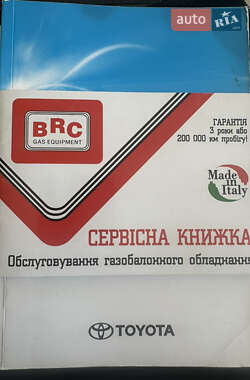 auto RIA
ГАРАНТІЯ
3 роки або
200 000 км пробігу!
BRC
GAS EQUIPMENT
Made
in
Italy
СЕРВІСНА КНИЖКА
Обслуговування газобалонного обладнання
TOYOTA